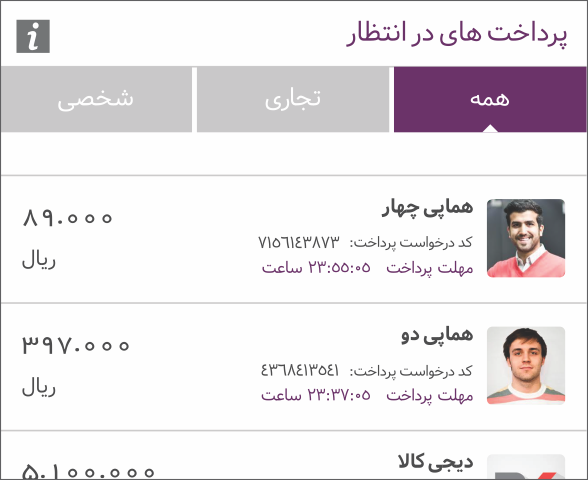 پرداخت های در انتظار
همه
تجاری
شخصی
هماپی چهار
کد درخواست پرداخت: ۷۱۵۶۱۴۳۸۷۳
مهلت پرداخت ۲۳:۵۵:۰۵ ساعت
۸۹.۰۰۰
ریال
هماپی دو
کد درخواست پرداخت: ۴۳۶۸۴۱۳۵۴۱
مهلت پرداخت ۲۳:۳۷:۰۵ ساعت
۳۹۷.۰۰۰
ریال
دیجی کالا
۵.۱۰۰.۰۰۰